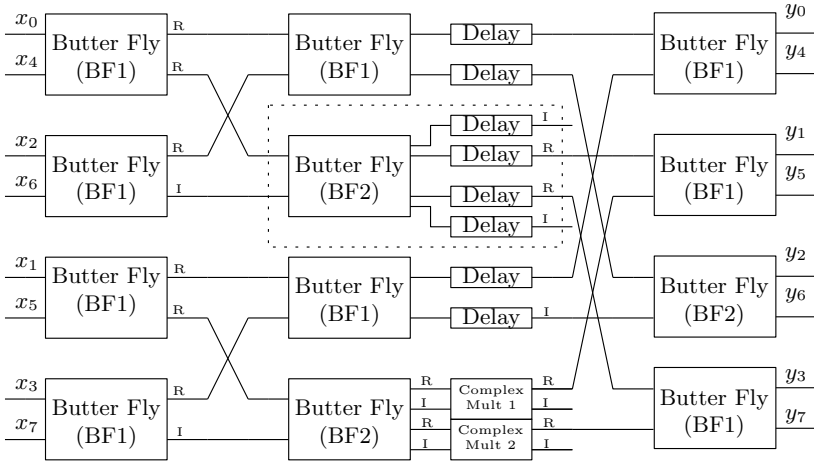 x0
Butter Fly
(BF1)
x4
R
R
Butter Fly
(BF1)
Delay
Delay
Butter Fly
(BF1)
y0
y4
x2
Butter Fly
(BF1)
x6
R
I
Butter Fly
(BF2)
Delay
I
Delay
R
Delay
R
Delay
I
Butter Fly
(BF1)
y1
y5
x1
Butter Fly
(BF1)
x5
R
R
Butter Fly
(BF1)
Delay
Delay
I
Butter Fly
(BF2)
y2
y6
x3
Butter Fly
(BF1)
x7
R
I
Butter Fly
(BF2)
R
I
R
I
Complex
Mult 1
Complex
Mult 2
R
I
R
I
Butter Fly
(BF1)
y3
y7